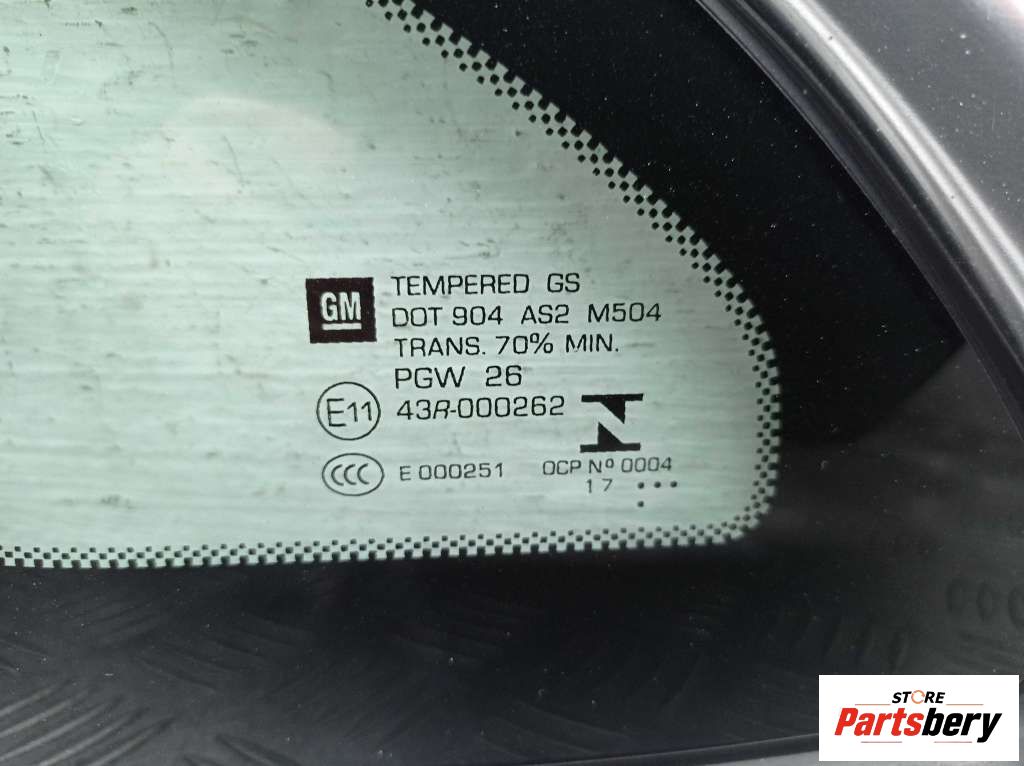 GM
TEMPERED GS
DOT 904 AS2 M504
TRANS. 70% MIN.
PGW 26
E11 43R-000262
CCC E 000251
OCP Nº 0004
17
STORE
Partsbery